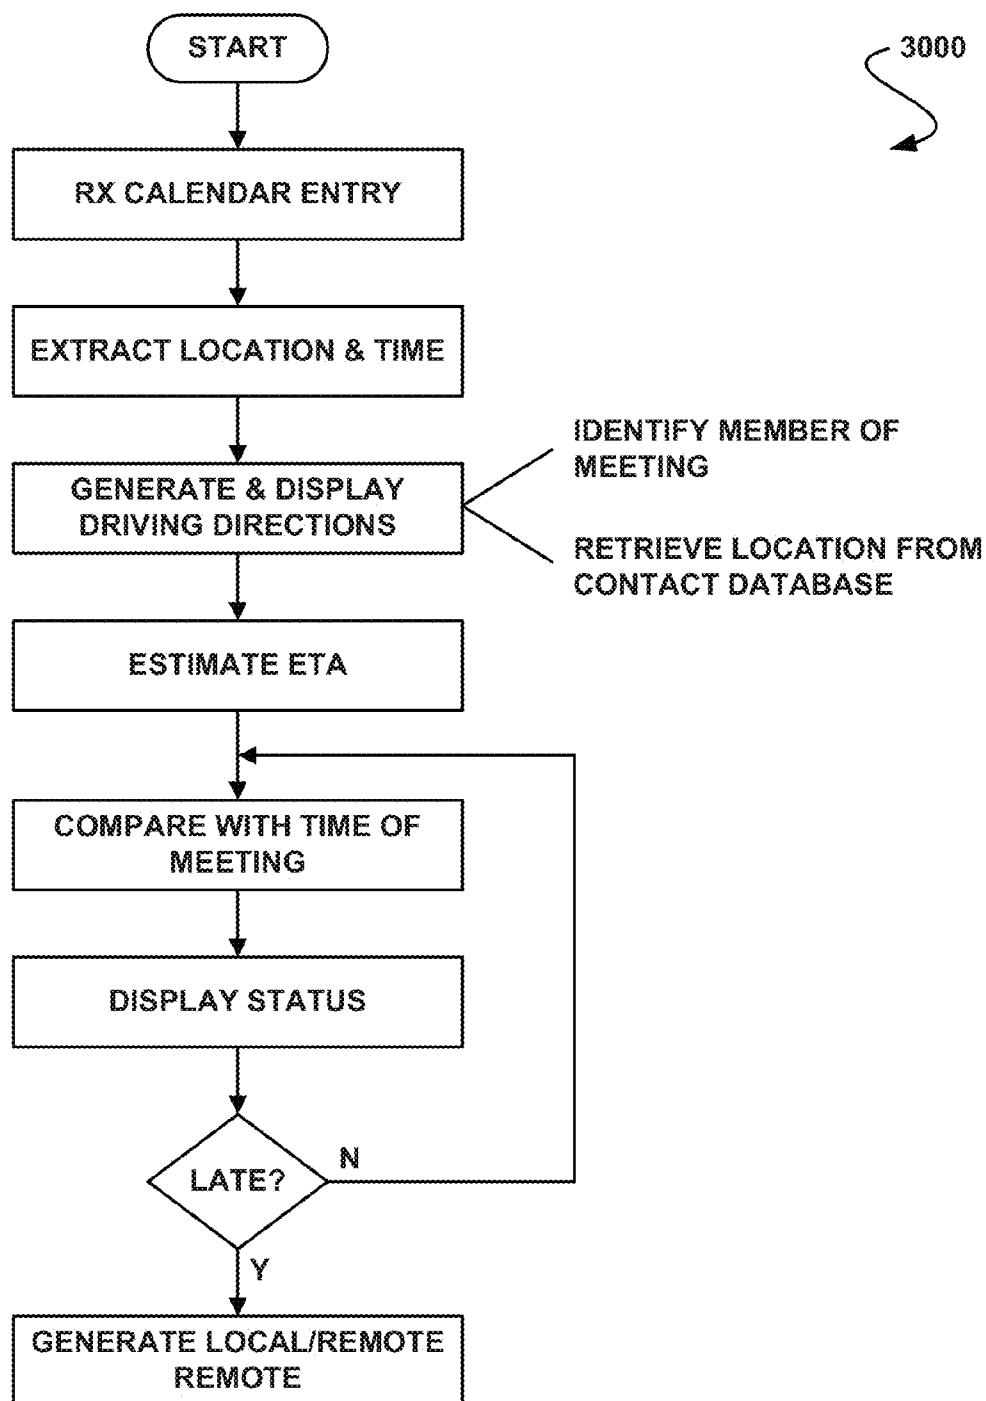 START
3000
RX CALENDAR ENTRY
EXTRACT LOCATION & TIME
GENERATE & DISPLAY
DRIVING DIRECTIONS
IDENTIFY MEMBER OF
MEETING
RETRIEVE LOCATION FROM
CONTACT DATABASE
ESTIMATE ETA
COMPARE WITH TIME OF
MEETING
DISPLAY STATUS
LATE?
N
Y
GENERATE LOCAL/REMOTE
REMOTE